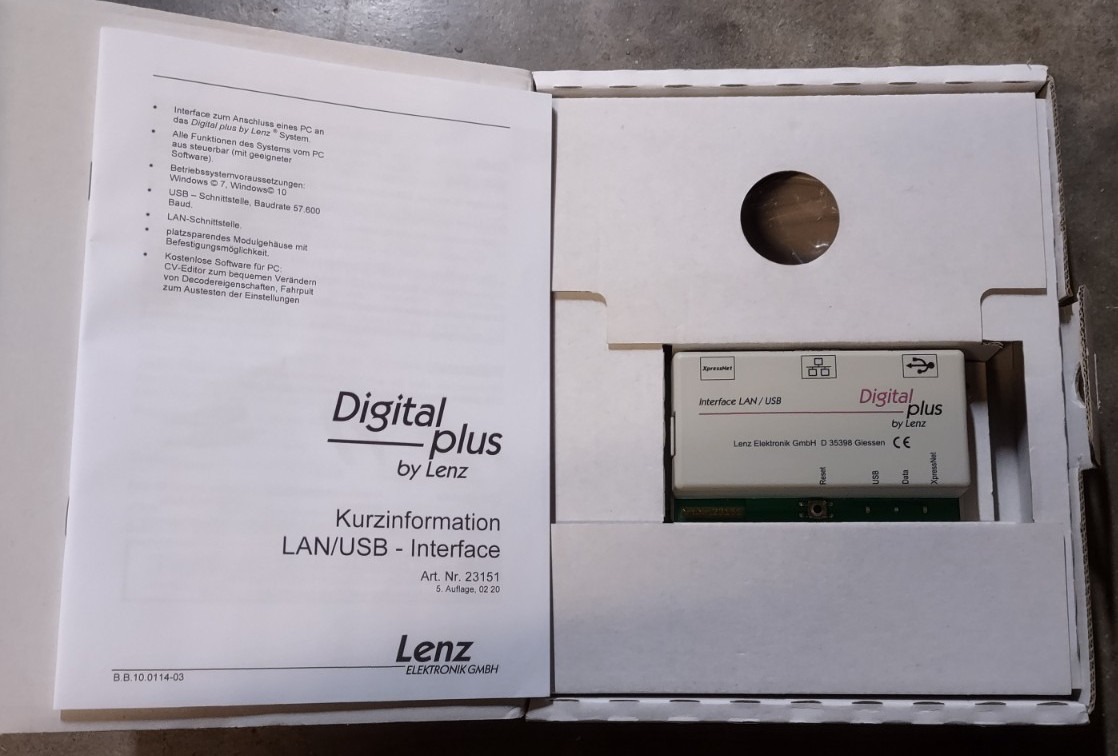 Interface zum Anschluss eines PC an
das Digital plus by Lenz ® System.
Alle Funktionen des Systems vom PC
aus steuerbar (mit geeigneter
Software).
Betriebssystemvoraussetzungen:
Windows © 7, Windows© 10
USB – Schnittstelle, Baudrate 57.600
Baud.
LAN-Schnittstelle.
platzsparendes Modulgehäuse mit
Befestigungsmöglichkeit.
Kostenlose Software für PC:
CV-Editor zum bequemen Verändern
von Decodereigenschaften, Fahrpult
zum Austesten der Einstellungen
Digital
plus
by Lenz
Kurzinformation
LAN/USB - Interface
Art. Nr. 23151
5. Auflage, 02 20
Lenz
ELEKTRONIK GMBH
B.B.10.0114-03
XpressNet
Interface LAN / USB
Digital
plus
by Lenz
Lenz Elektronik GmbH D 35398 Giessen CE
Reset
USB
Data
XpressNet